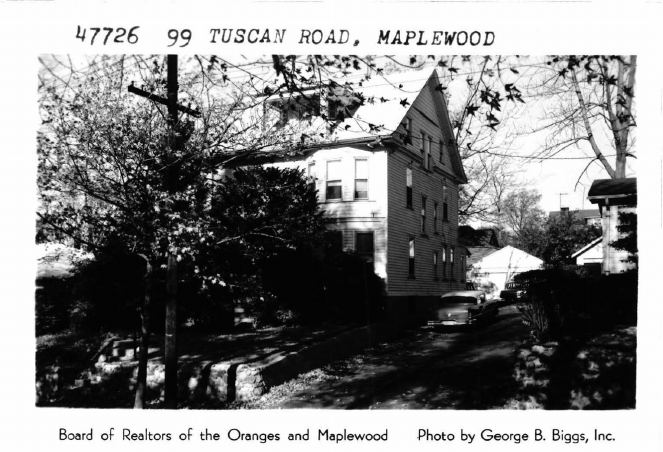 47726 99 TUSCAN ROAD, MAPLEWOOD
Board of Realtors of the Oranges and Maplewood Photo by George B. Biggs, Inc.